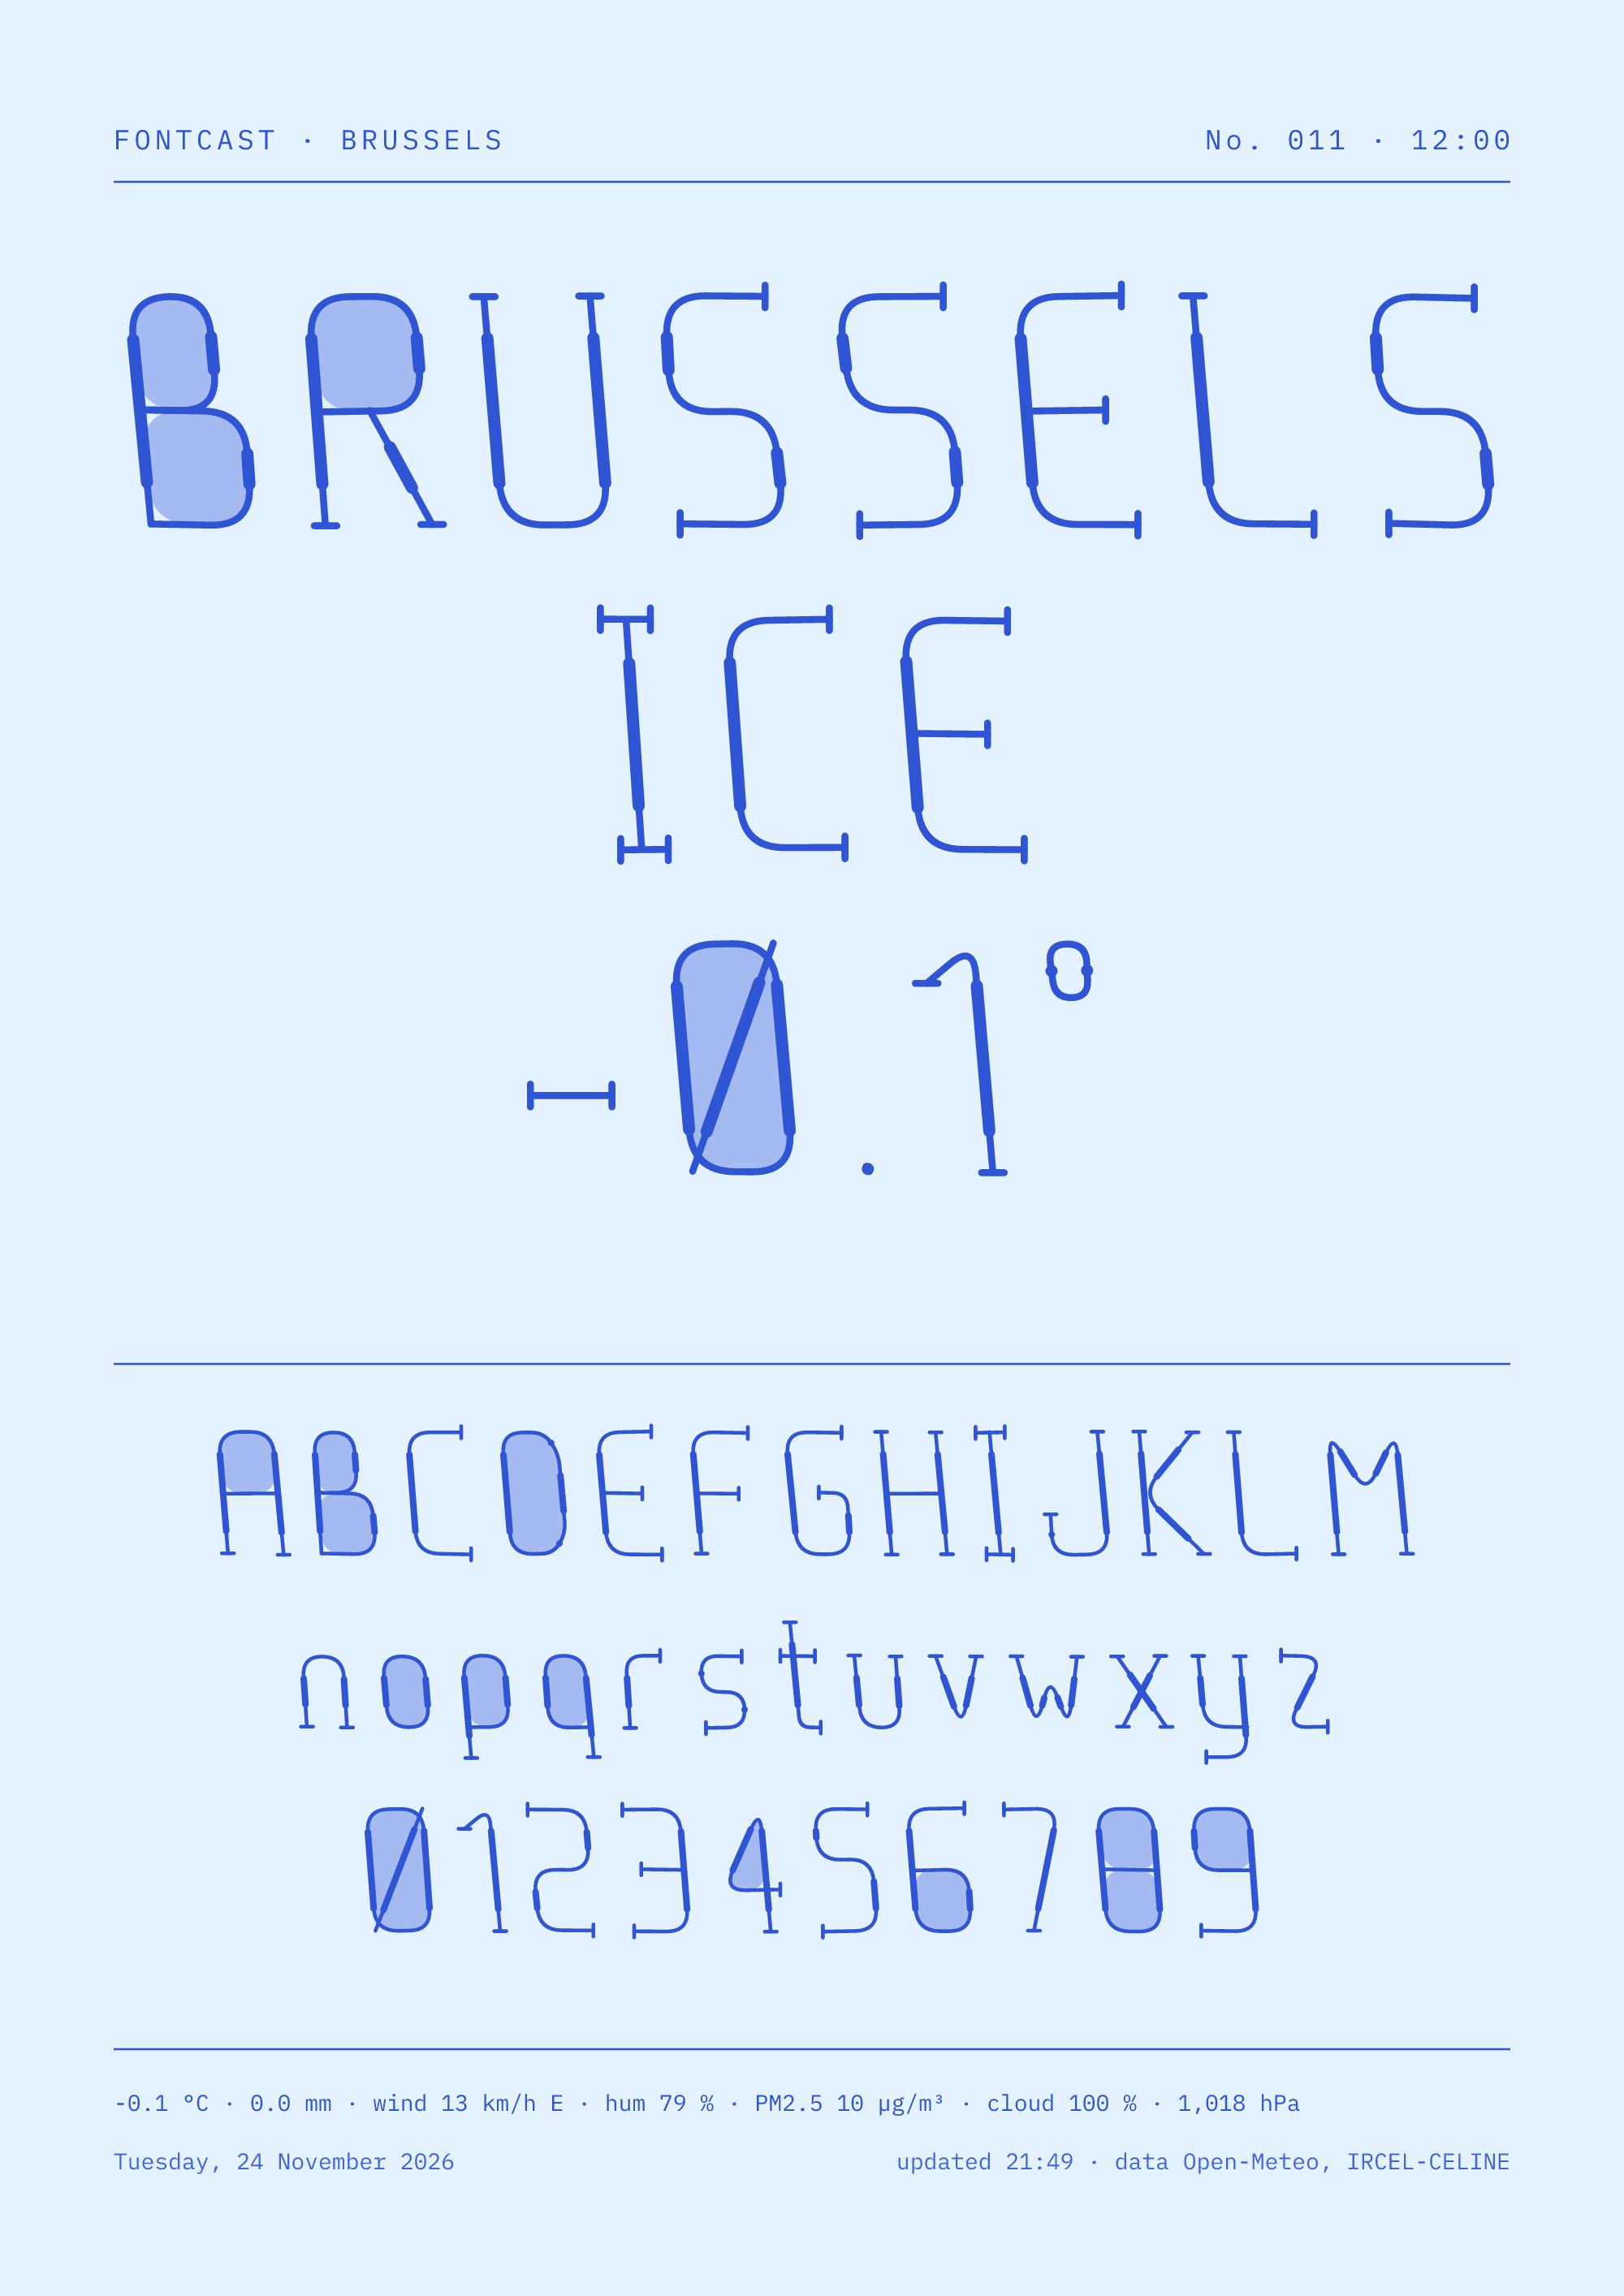 FONTCAST · BRUSSELS
No. 011 · 12:00
BRUSSELS
ICE
-0.1°
ABCDEFGHIJKLM
nopqrstuvwxyz
0123456789
-0.1 °C · 0.0 mm · wind 13 km/h E · hum 79 % · PM2.5 10 µg/m³ · cloud 100 % · 1,018 hPa
Tuesday, 24 November 2026
updated 21:49 · data Open-Meteo, IRCEL-CELINE